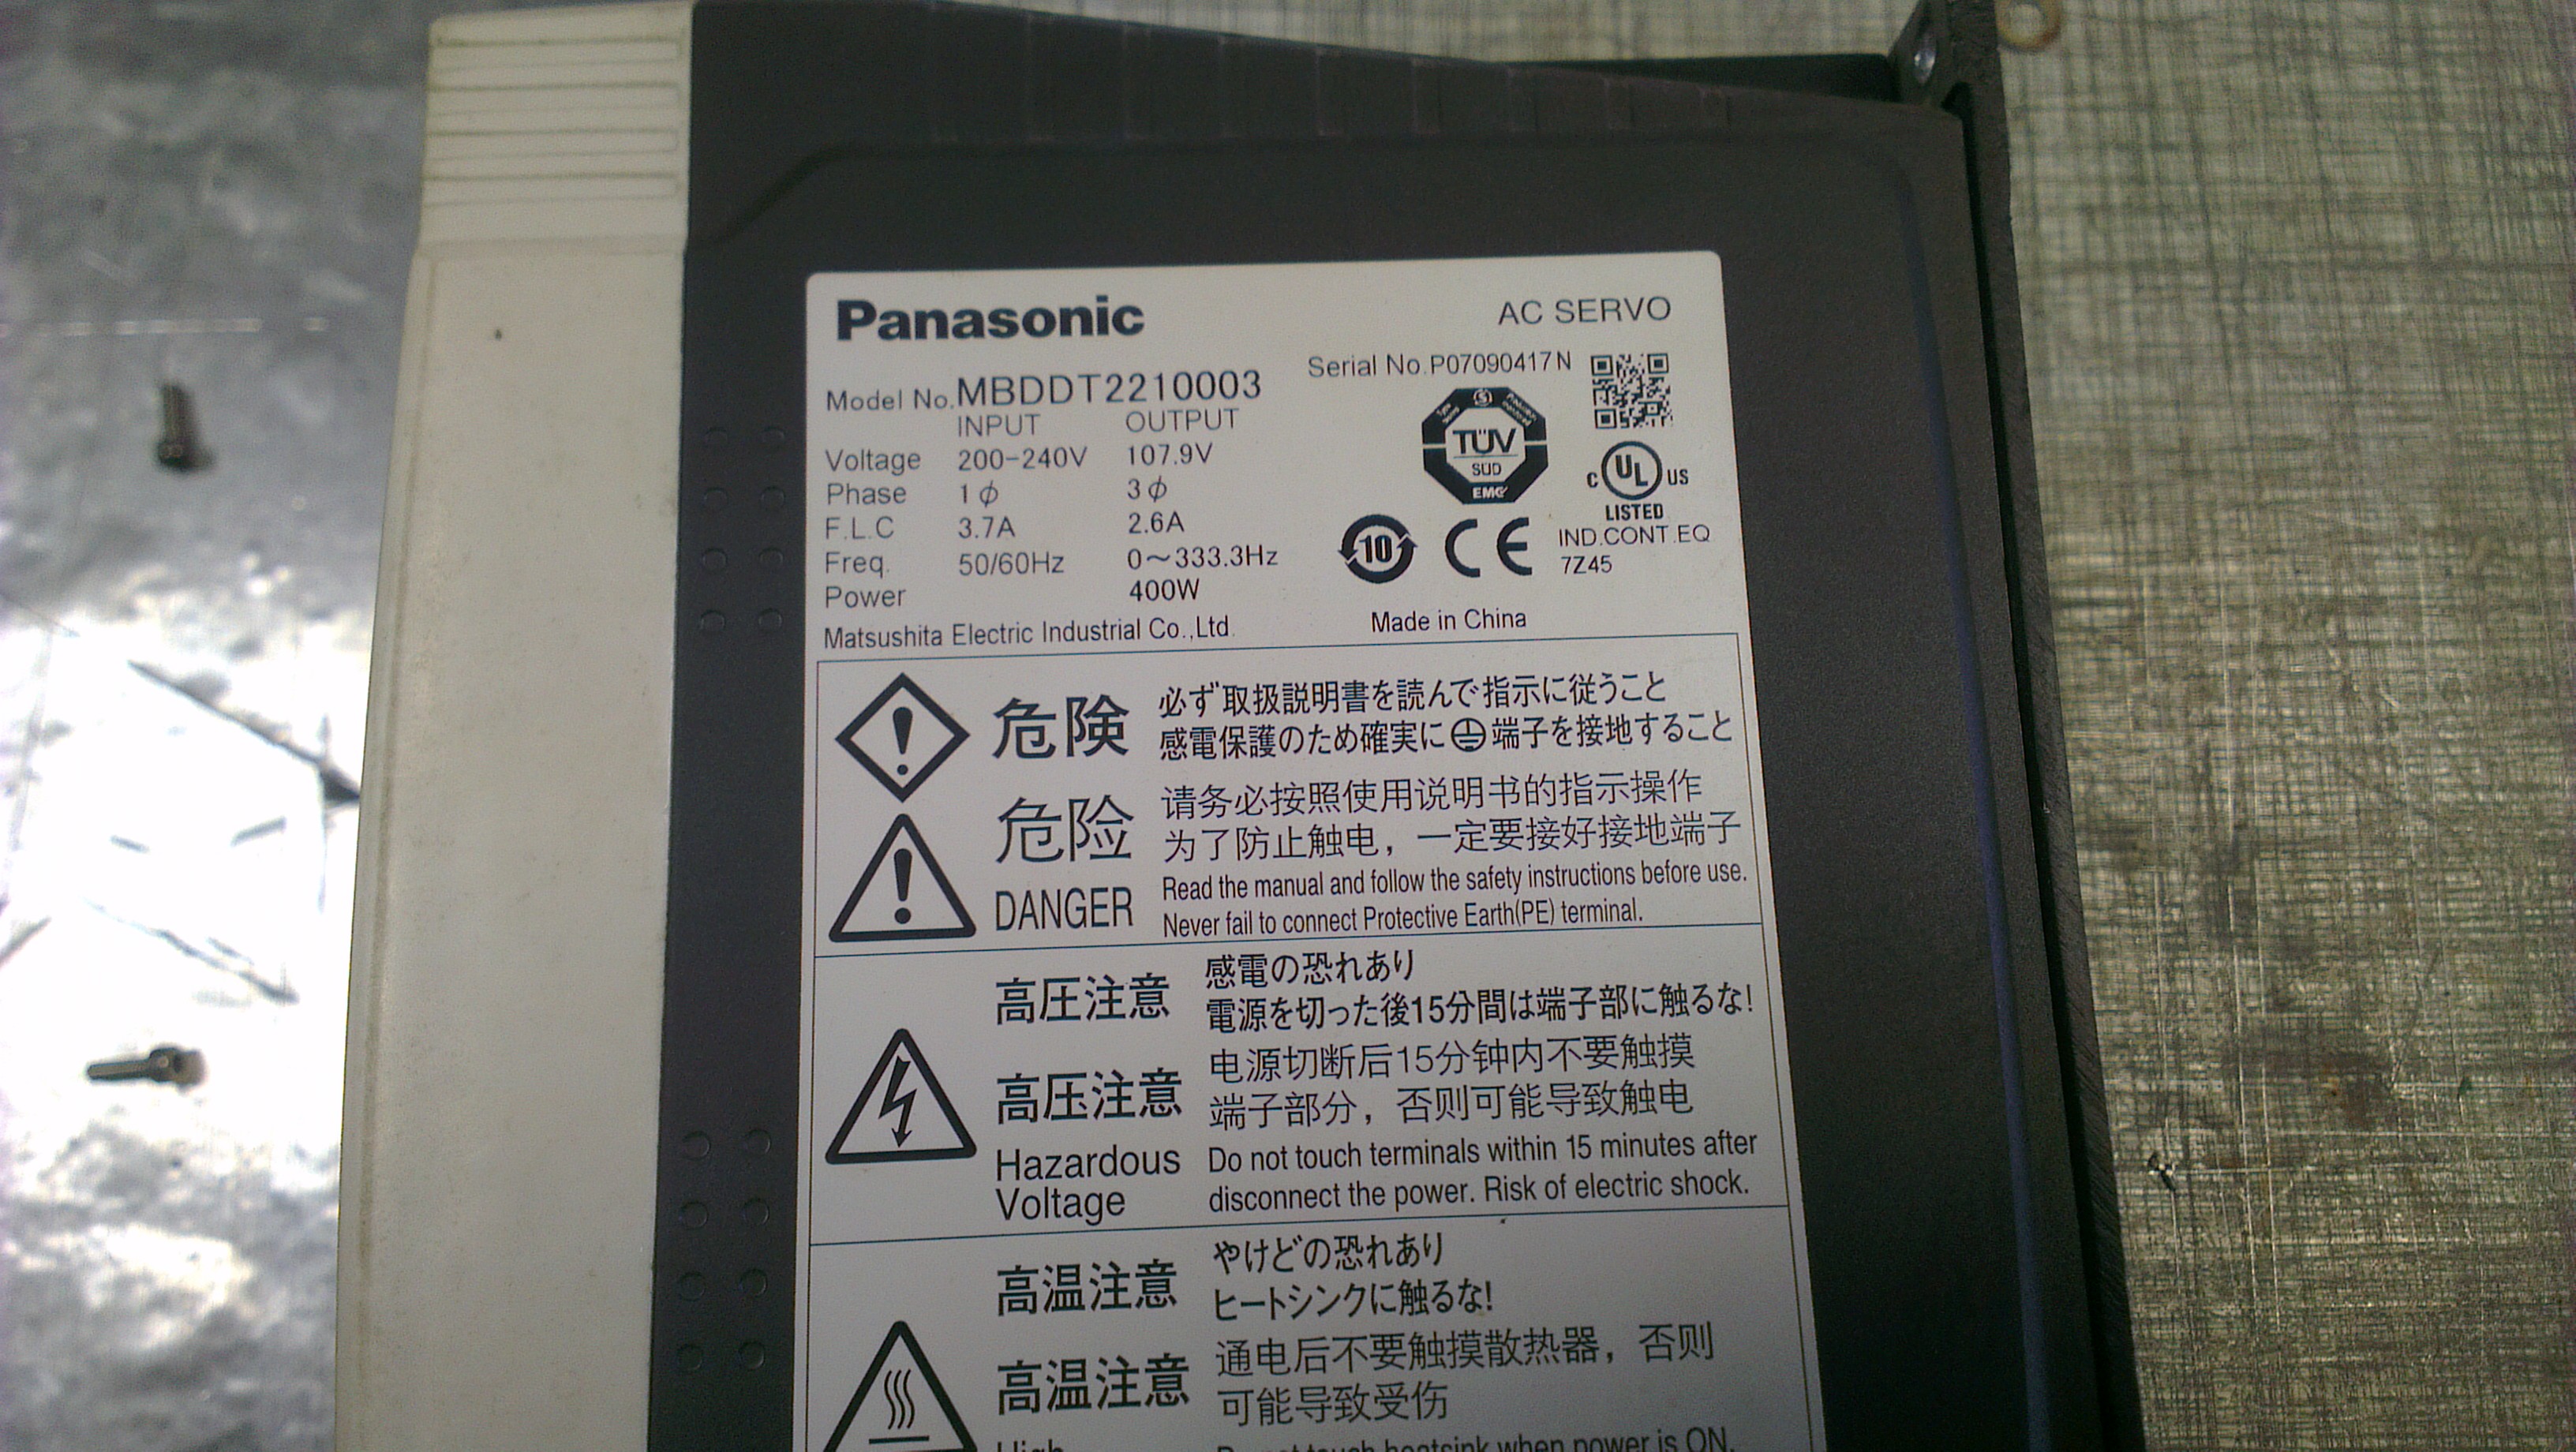 Panasonic
AC SERVO
Model No.MBDDT2210003
Serial No.P07090417N
INPUT OUTPUT
Voltage 200-240V 107.9V
Phase 1ϕ 3ϕ
F.L.C 3.7A 2.6A
Freq. 50/60Hz 0~333.3Hz
Power 400W
TÜV
SÜD
EMC
C UL US
LISTED
IND.CONT.EQ
7Z45
10
CE
Matsushita Electric Industrial Co.,Ltd.
Made in China
危険
必ず取扱説明書を読んで指示に従うこと
感電保護のため確実に⏚端子を接地すること
危险
请务必按照使用说明书的指示操作
为了防止触电，一定要接好接地端子
DANGER
Read the manual and follow the safety instructions before use.
Never fail to connect Protective Earth(PE) terminal.
高圧注意
感電の恐れあり
電源を切った後15分間は端子部に触るな!
高压注意
电源切断后15分钟内不要触摸
端子部分，否则可能导致触电
Hazardous
Voltage
Do not touch terminals within 15 minutes after
disconnect the power. Risk of electric shock.
高温注意
やけどの恐れあり
ヒートシンクに触るな!
高温注意
通电后不要触摸散热器，否则
可能导致受伤
High
Do not touch heatsink when power is ON.